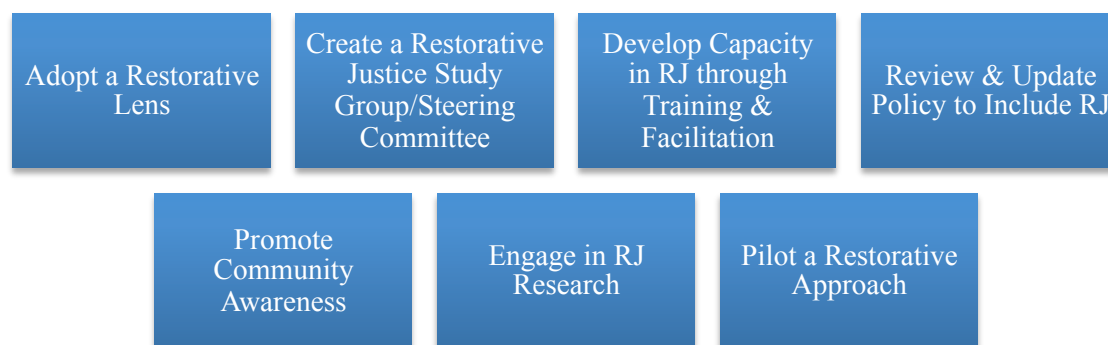 Adopt a Restorative
Lens
Create a Restorative
Justice Study
Group/Steering
Committee
Develop Capacity
in RJ through
Training &
Facilitation
Review & Update
Policy to Include RJ
Promote
Community
Awareness
Engage in RJ
Research
Pilot a Restorative
Approach